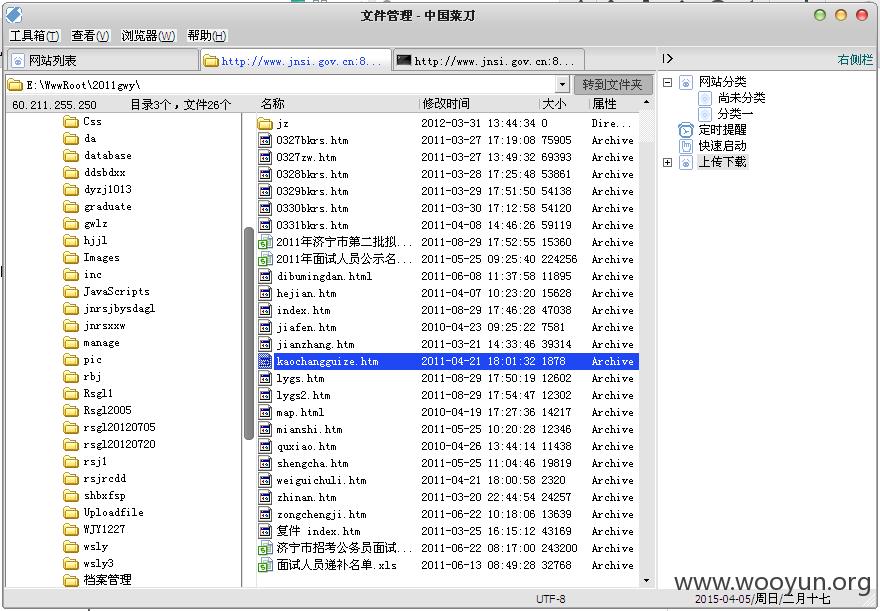 文件管理 - 中国菜刀
工具箱(T) 查看(V) 浏览器(W) 帮助(H)
网站列表 http://www.jnsi.gov.cn:8... http://www.jnsi.gov.cn:8... 右侧栏
E:\WwwRoot\2011gwy\ 转到文件夹
60.211.255.250 目录3个，文件26个
Css
da
database
ddsbdxx
dyzj1013
graduate
gwlz
hjjl
Images
inc
JavaScripts
jnrsjbysdagl
jnrsxxw
manage
pic
rbj
Rsgl1
Rsgl2005
rsgl20120705
rsgl20120720
rsj1
rsjrcdd
shbxfsp
Uploadfile
WJY1227
wsly
wsly3
档案管理
名称 修改时间 大小 属性
jz 2012-03-31 13:44:34 0 Dire...
0327bkrs.htm 2011-03-27 17:19:08 75905 Archive
0327zw.htm 2011-03-27 13:49:32 69393 Archive
0328bkrs.htm 2011-03-28 17:25:48 53861 Archive
0329bkrs.htm 2011-03-29 17:51:50 54138 Archive
0330bkrs.htm 2011-03-30 17:12:58 54120 Archive
0331bkrs.htm 2011-04-08 14:46:26 59119 Archive
2011年济宁市第二批拟... 2011-08-29 17:52:55 15360 Archive
2011年面试人员公示名... 2011-05-25 09:25:40 224256 Archive
dibumingdan.html 2011-06-08 11:37:58 11895 Archive
hejian.htm 2011-04-07 10:23:20 15628 Archive
index.htm 2011-08-29 17:46:28 47038 Archive
jiafen.htm 2010-04-23 09:25:22 7581 Archive
jianzhang.htm 2011-03-21 14:33:46 39314 Archive
kaochangguize.htm 2011-04-21 18:01:32 1878 Archive
lygs.htm 2011-08-29 17:50:19 12602 Archive
lygs2.htm 2011-08-29 17:54:47 12302 Archive
map.html 2010-04-19 17:27:36 14217 Archive
mianshi.htm 2011-05-25 10:20:28 12346 Archive
quxiao.htm 2010-04-26 13:44:14 11438 Archive
shengcha.htm 2011-05-25 11:04:46 19819 Archive
weiguichuli.htm 2011-04-21 18:00:58 2320 Archive
zhinan.htm 2011-03-20 22:44:54 24257 Archive
zongchengji.htm 2011-06-22 10:18:06 13639 Archive
复件 index.htm 2011-03-25 16:15:12 43169 Archive
济宁市招考公务员面试... 2011-06-22 08:17:00 243200 Archive
面试人员递补名单.xls 2011-06-13 08:49:28 32768 Archive
网站分类
尚未分类
分类一
定时提醒
快速启动
上传下载
www.wooyun.org
UTF-8 2015-04-05/周日/二月十七